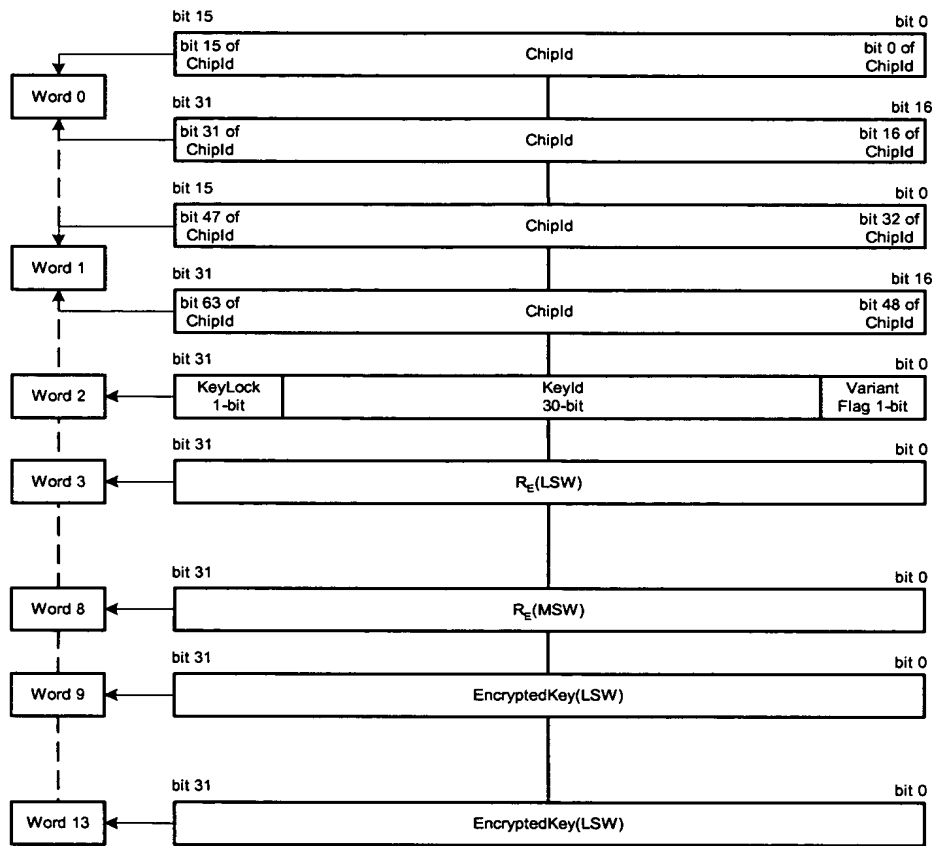 bit 15
bit 0
bit 15 of
ChipId
ChipId
bit 0 of
ChipId
Word 0
bit 31
bit 16
bit 31 of
ChipId
ChipId
bit 16 of
ChipId
bit 15
bit 0
bit 47 of
ChipId
ChipId
bit 32 of
ChipId
Word 1
bit 31
bit 16
bit 63 of
ChipId
ChipId
bit 48 of
ChipId
bit 31
bit 0
Word 2
KeyLock
1-bit
KeyId
30-bit
Variant
Flag 1-bit
bit 31
bit 0
Word 3
RE(LSW)
bit 31
bit 0
Word 8
RE(MSW)
bit 31
bit 0
Word 9
EncryptedKey(LSW)
bit 31
bit 0
Word 13
EncryptedKey(LSW)